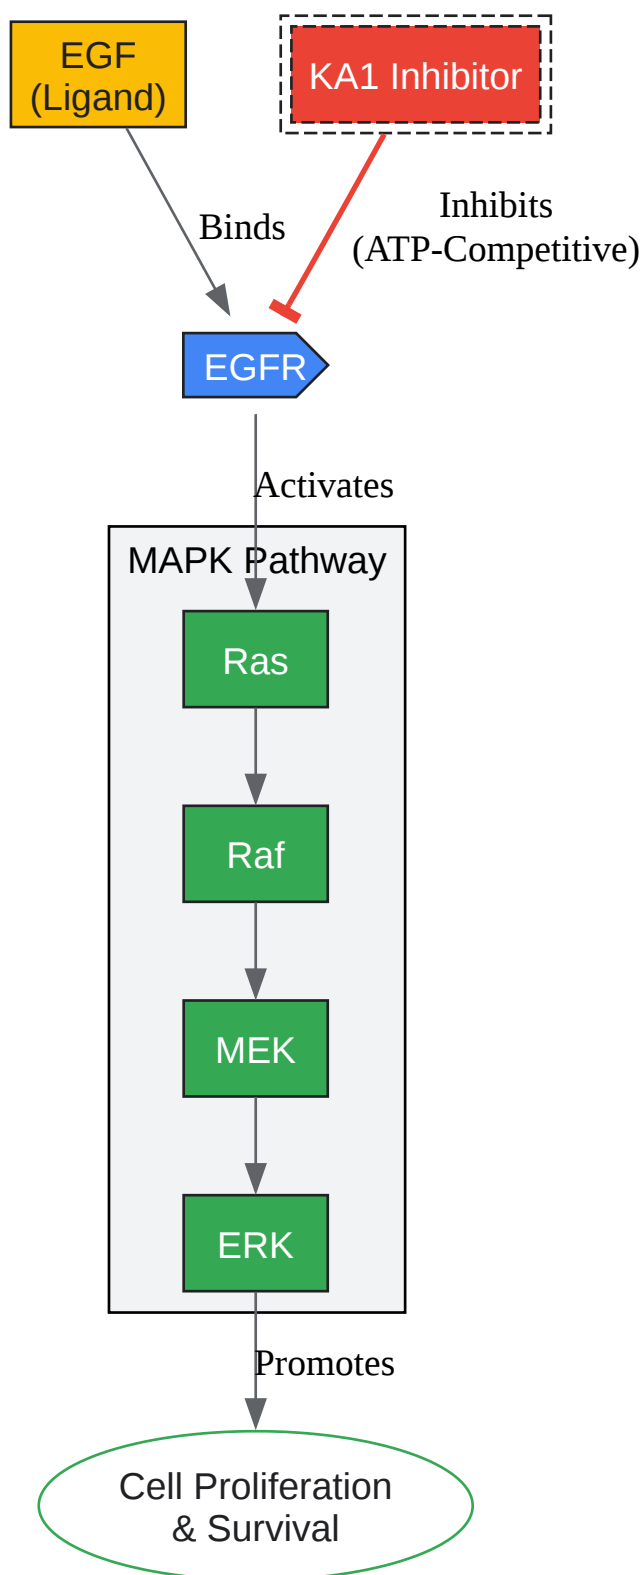 EGF
(Ligand)
KA1 Inhibitor
Binds
Inhibits
(ATP-Competitive)
EGFR
Activates
MAPK Pathway
Ras
Raf
MEK
ERK
Promotes
Cell Proliferation
& Survival